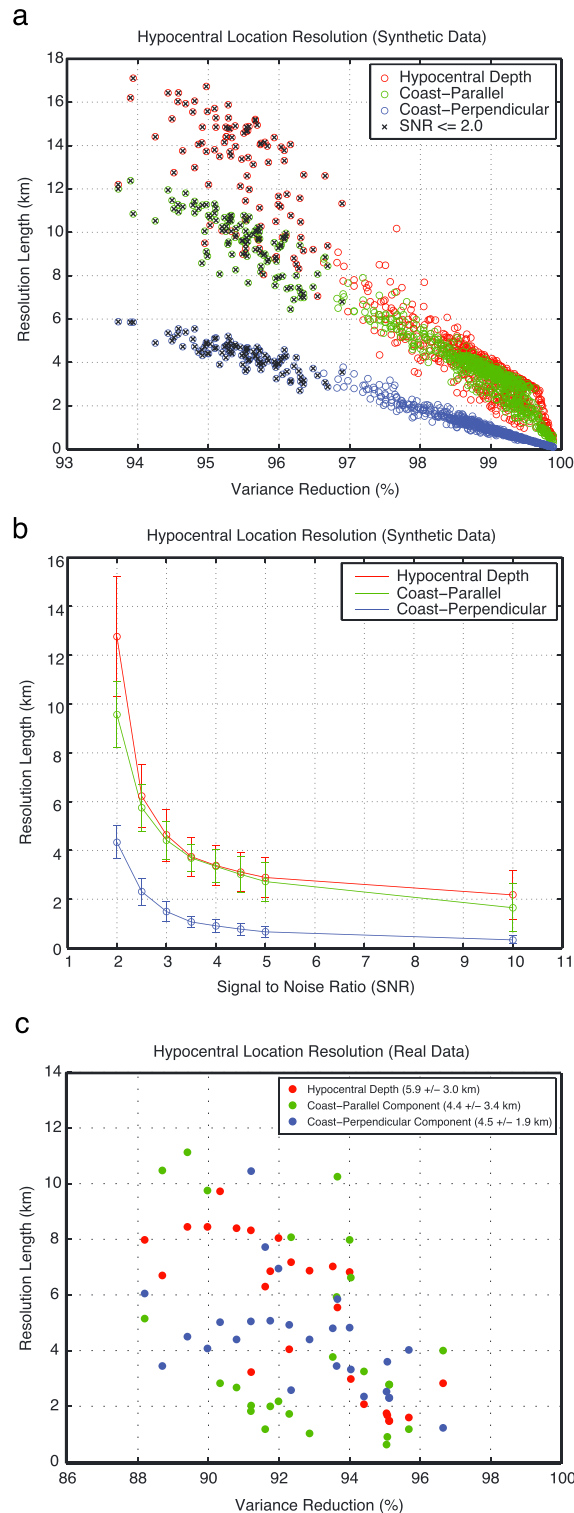 a
Hypocentral Location Resolution (Synthetic Data)
18
16
14
12
10
8
6
4
2
0
Resolution Length (km)
Hypocentral Depth
Coast-Parallel
Coast-Perpendicular
SNR <= 2.0
93 94 95 96 97 98 99 100
Variance Reduction (%)
b
Hypocentral Location Resolution (Synthetic Data)
16
14
12
10
8
6
4
2
0
Resolution Length (km)
Hypocentral Depth
Coast-Parallel
Coast-Perpendicular
1 2 3 4 5 6 7 8 9 10 11
Signal to Noise Ratio (SNR)
c
Hypocentral Location Resolution (Real Data)
14
12
10
8
6
4
2
0
Resolution Length (km)
Hypocentral Depth (5.9 +/- 3.0 km)
Coast-Parallel Component (4.4 +/- 3.4 km)
Coast-Perpendicular Component (4.5 +/- 1.9 km)
86 88 90 92 94 96 98 100
Variance Reduction (%)